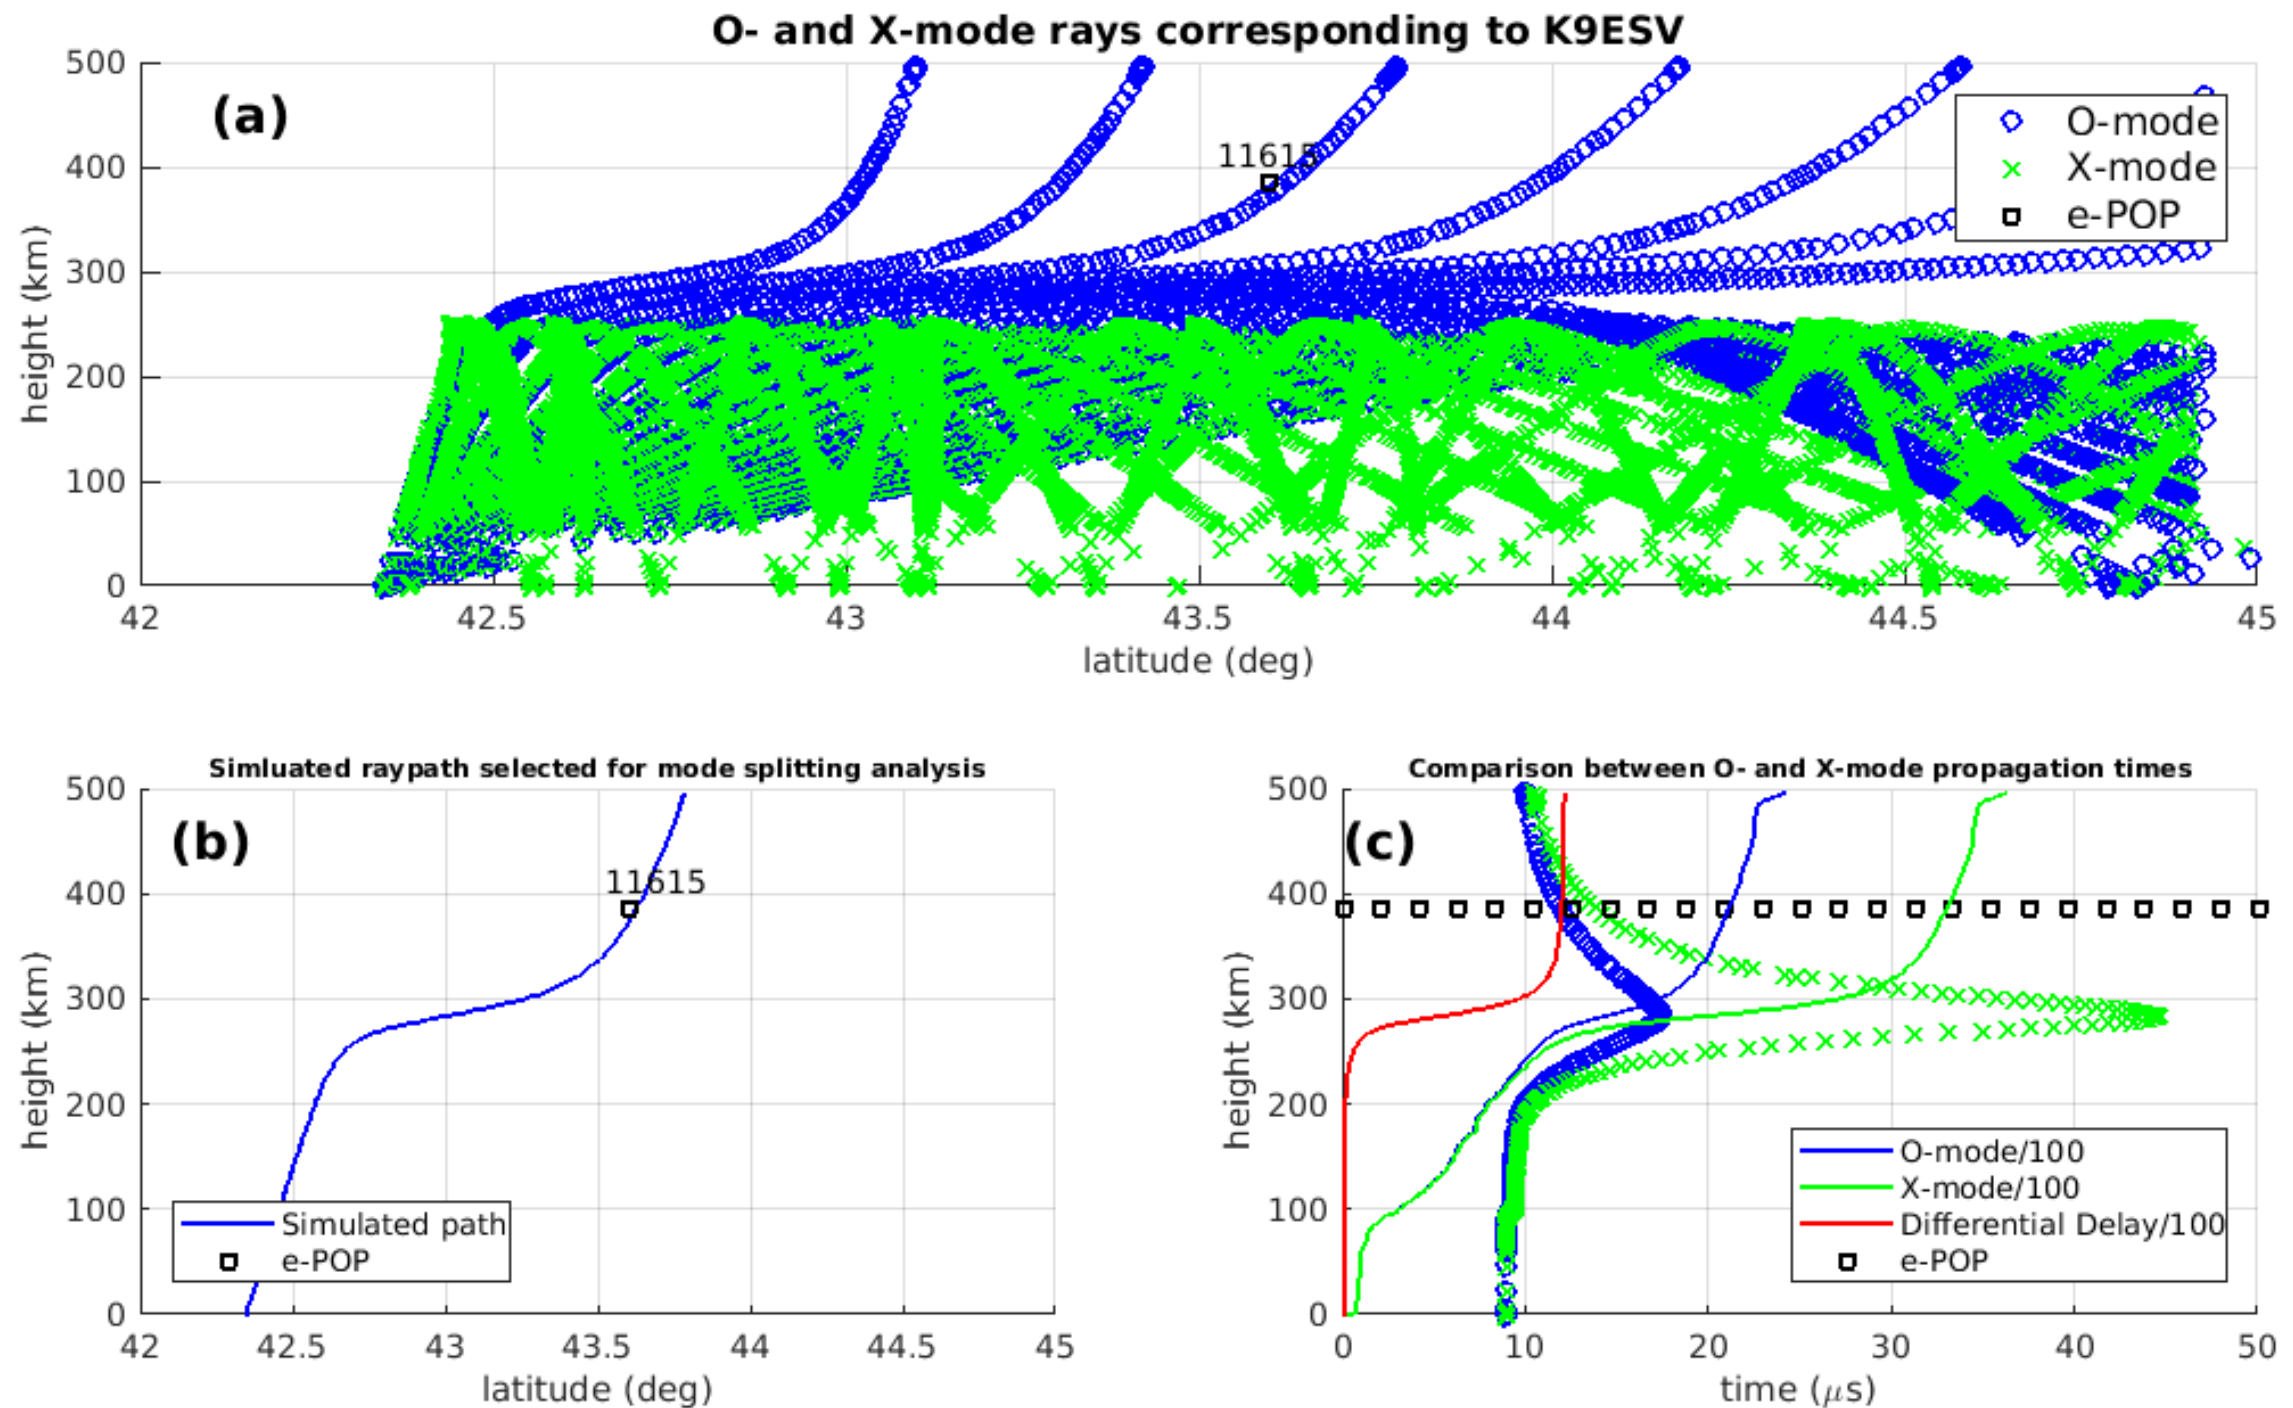 O- and X-mode rays corresponding to K9ESV
(a)
500
400
300
200
100
0
height (km)
11615
O-mode
X-mode
e-POP
42 42.5 43 43.5 44 44.5 45
latitude (deg)
Simluated raypath selected for mode splitting analysis
(b)
500
400
300
200
100
0
height (km)
11615
Simulated path
e-POP
42 42.5 43 43.5 44 44.5 45
latitude (deg)
Comparison between O- and X-mode propagation times
(c)
500
400
300
200
100
0
height (km)
O-mode/100
X-mode/100
Differential Delay/100
e-POP
0 10 20 30 40 50
time (μs)